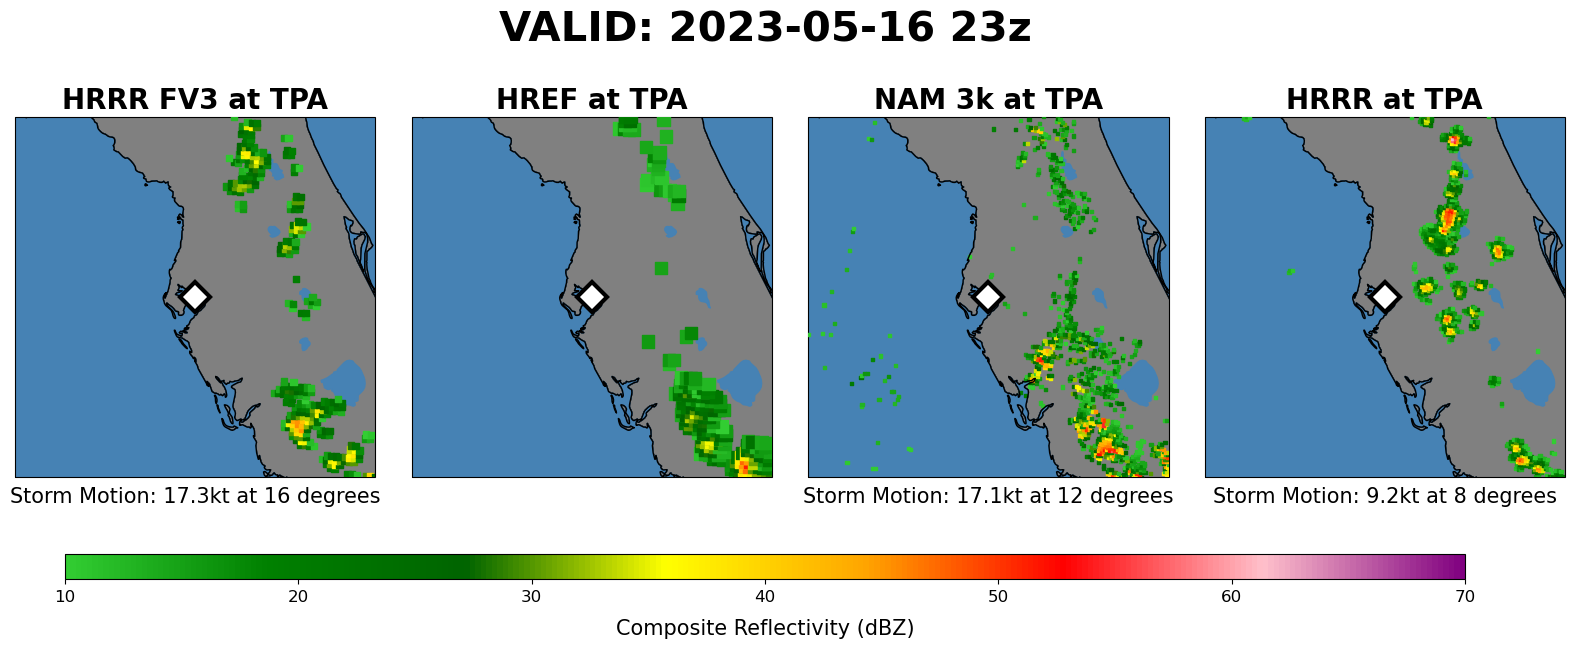 VALID: 2023-05-16 23z
HRRR FV3 at TPA
HREF at TPA
NAM 3k at TPA
HRRR at TPA
Storm Motion: 17.3kt at 16 degrees
Storm Motion: 17.1kt at 12 degrees
Storm Motion: 9.2kt at 8 degrees
10 20 30 40 50 60 70
Composite Reflectivity (dBZ)